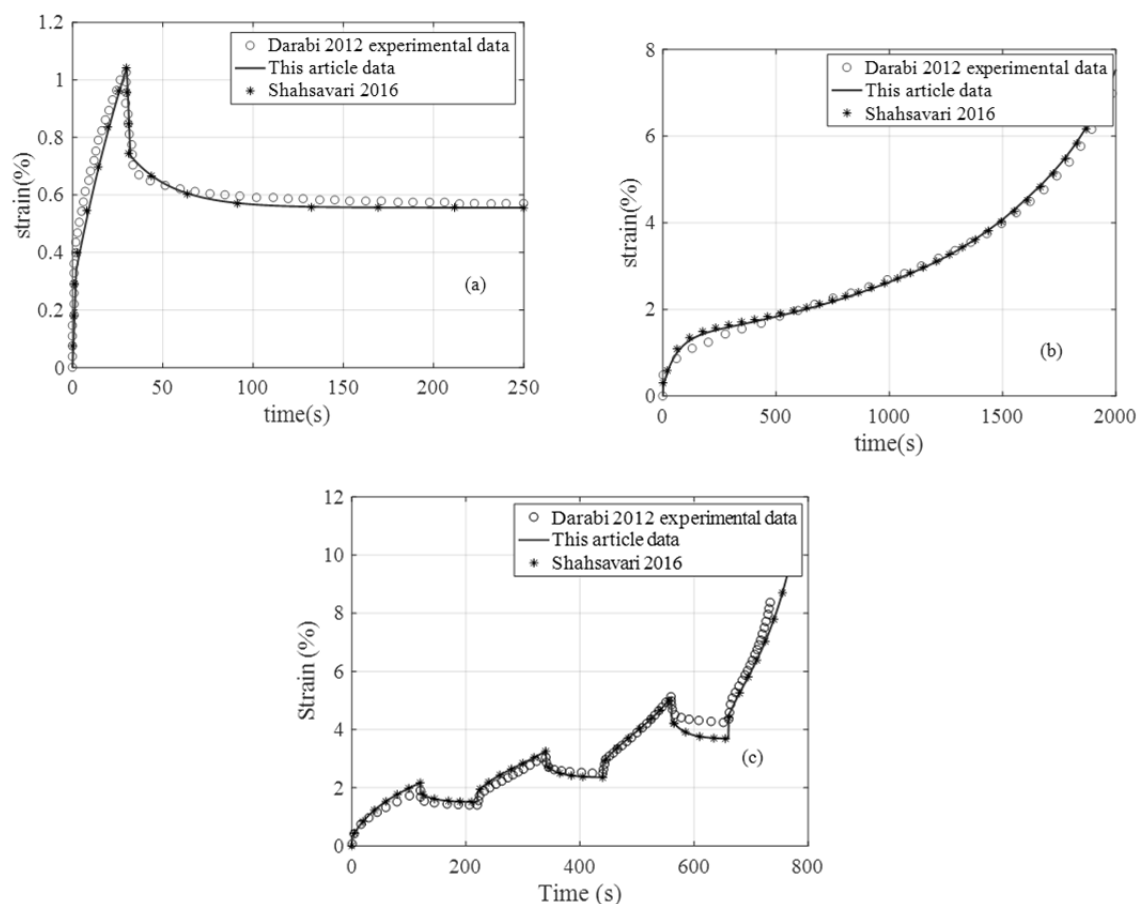 1.2
1
0.8
0.6
0.4
0.2
0
strain(%)
Darabi 2012 experimental data
This article data
Shahsavari 2016
(a)
0 50 100 150 200 250
time(s)
8
6
4
2
0
strain(%)
Darabi 2012 experimental data
This article data
Shahsavari 2016
(b)
0 500 1000 1500 2000
time(s)
12
10
8
6
4
2
0
Strain (%)
Darabi 2012 experimental data
This article data
Shahsavari 2016
(c)
0 200 400 600 800
Time (s)